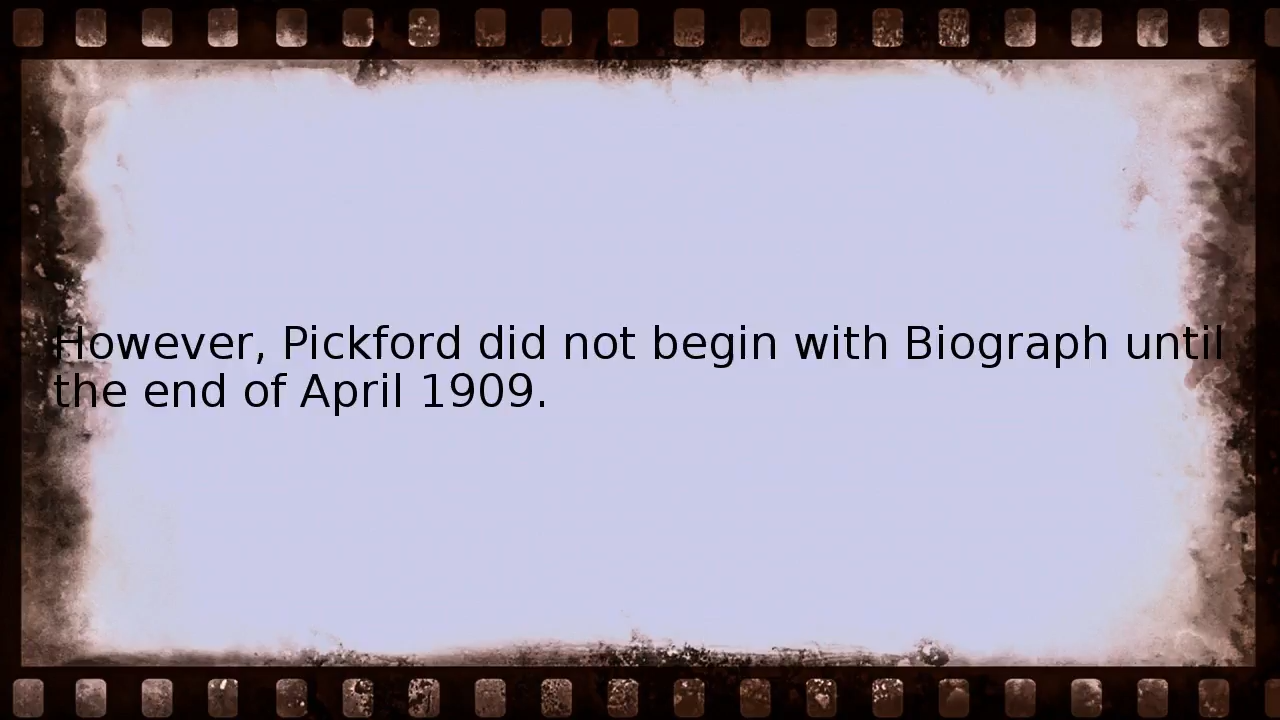 However, Pickford did not begin with Biograph until
the end of April 1909.